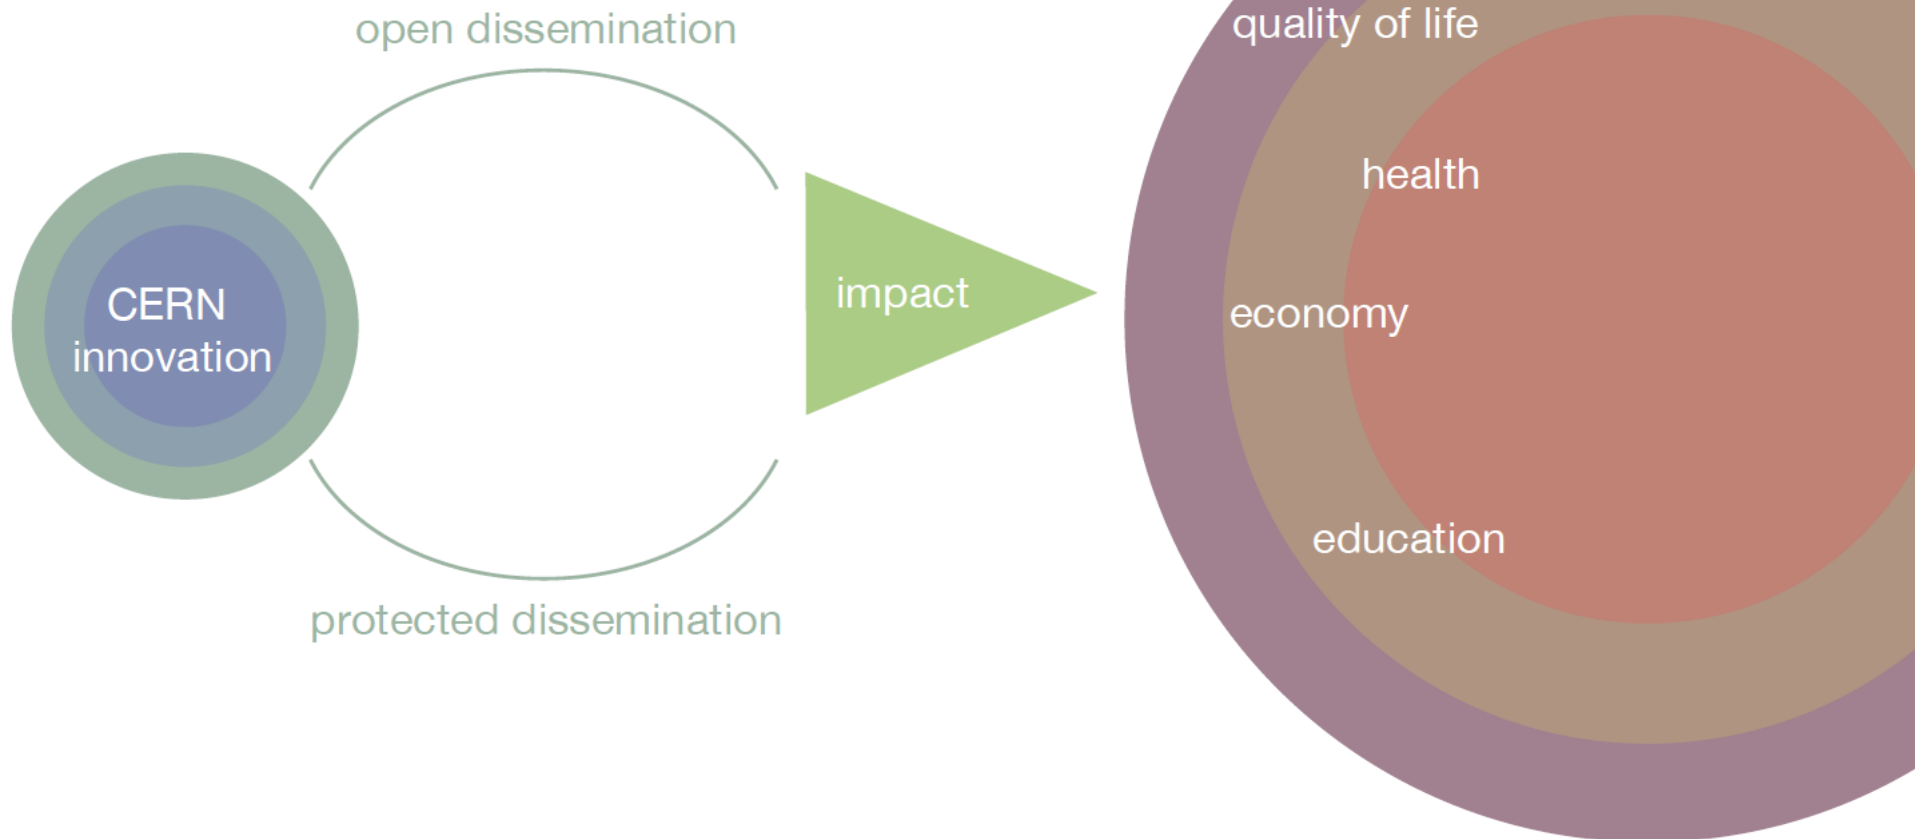 open dissemination
quality of life
health
CERN
innovation
impact
economy
education
protected dissemination